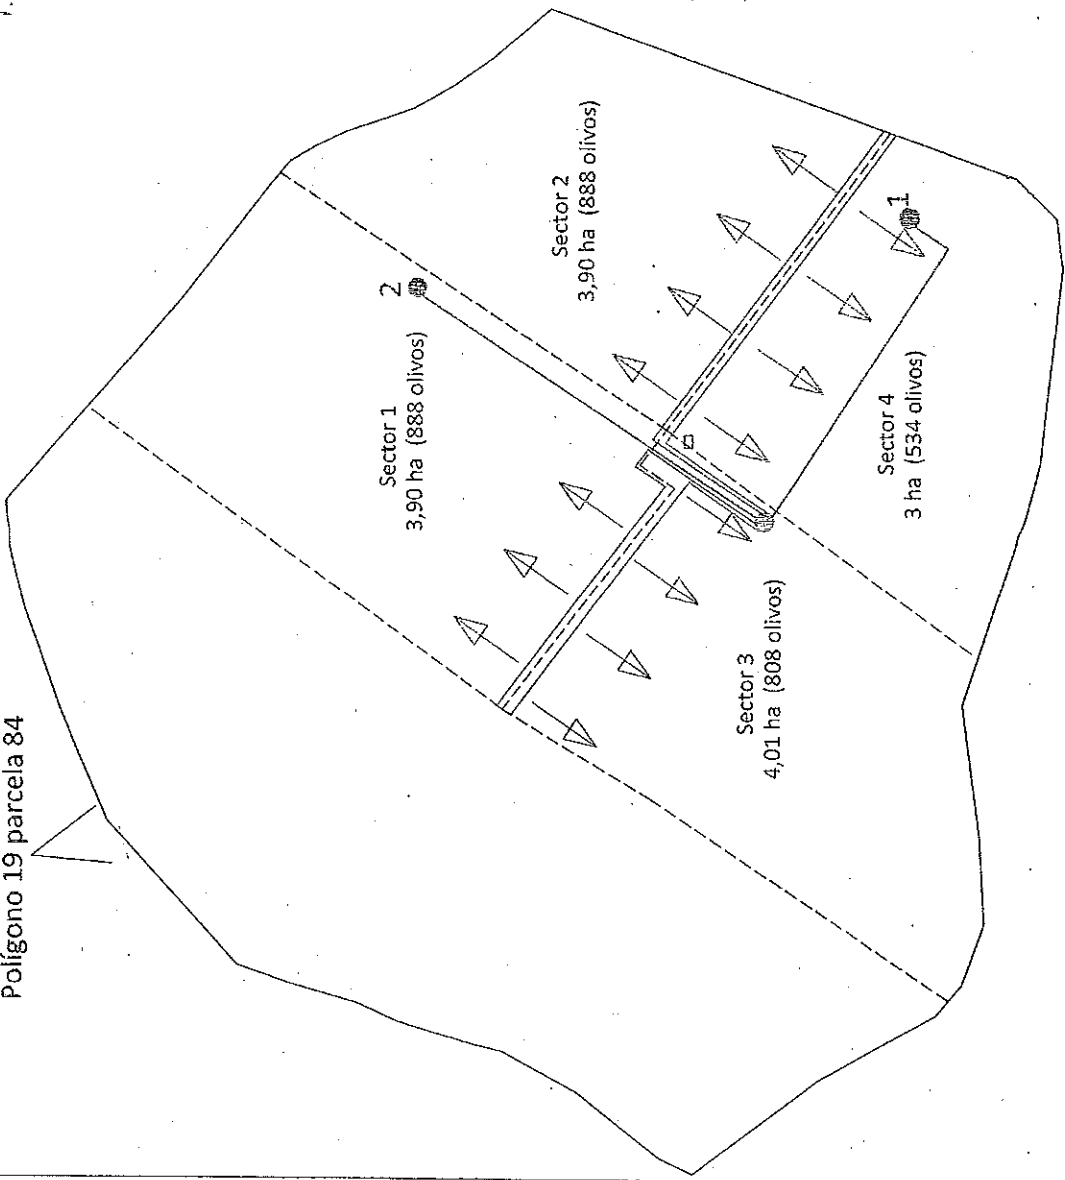 Polígono 19 parcela 84
Sector 1
3,90 ha (888 olivos)
2
Sector 2
3,90 ha (888 olivos)
1
Sector 3
4,01 ha (808 olivos)
Sector 4
3 ha (534 olivos)